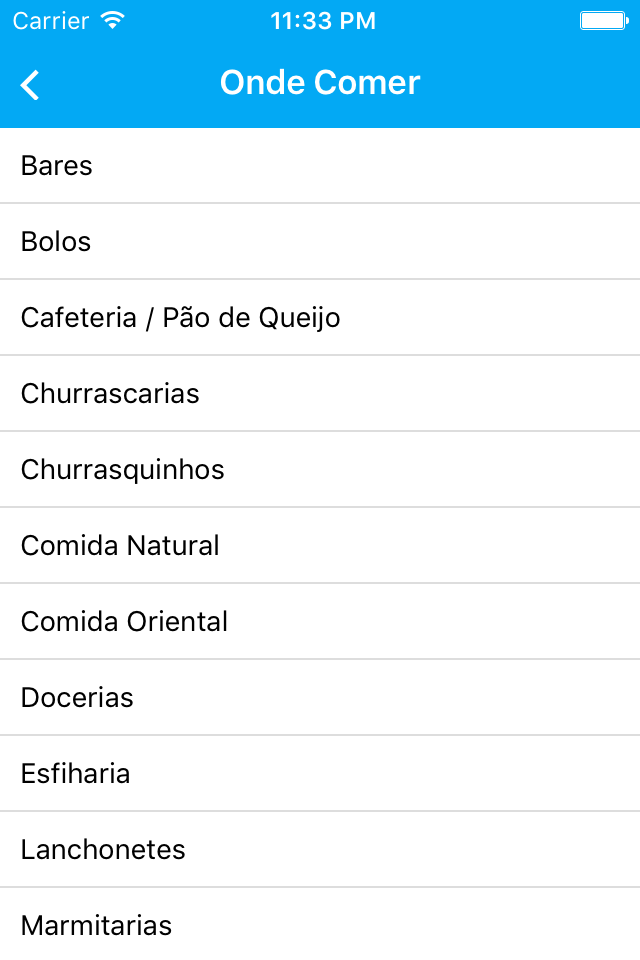 Carrier 11:33 PM
Onde Comer
Bares
Bolos
Cafeteria / Pão de Queijo
Churrascarias
Churrasquinhos
Comida Natural
Comida Oriental
Docerias
Esfiharia
Lanchonetes
Marmitarias